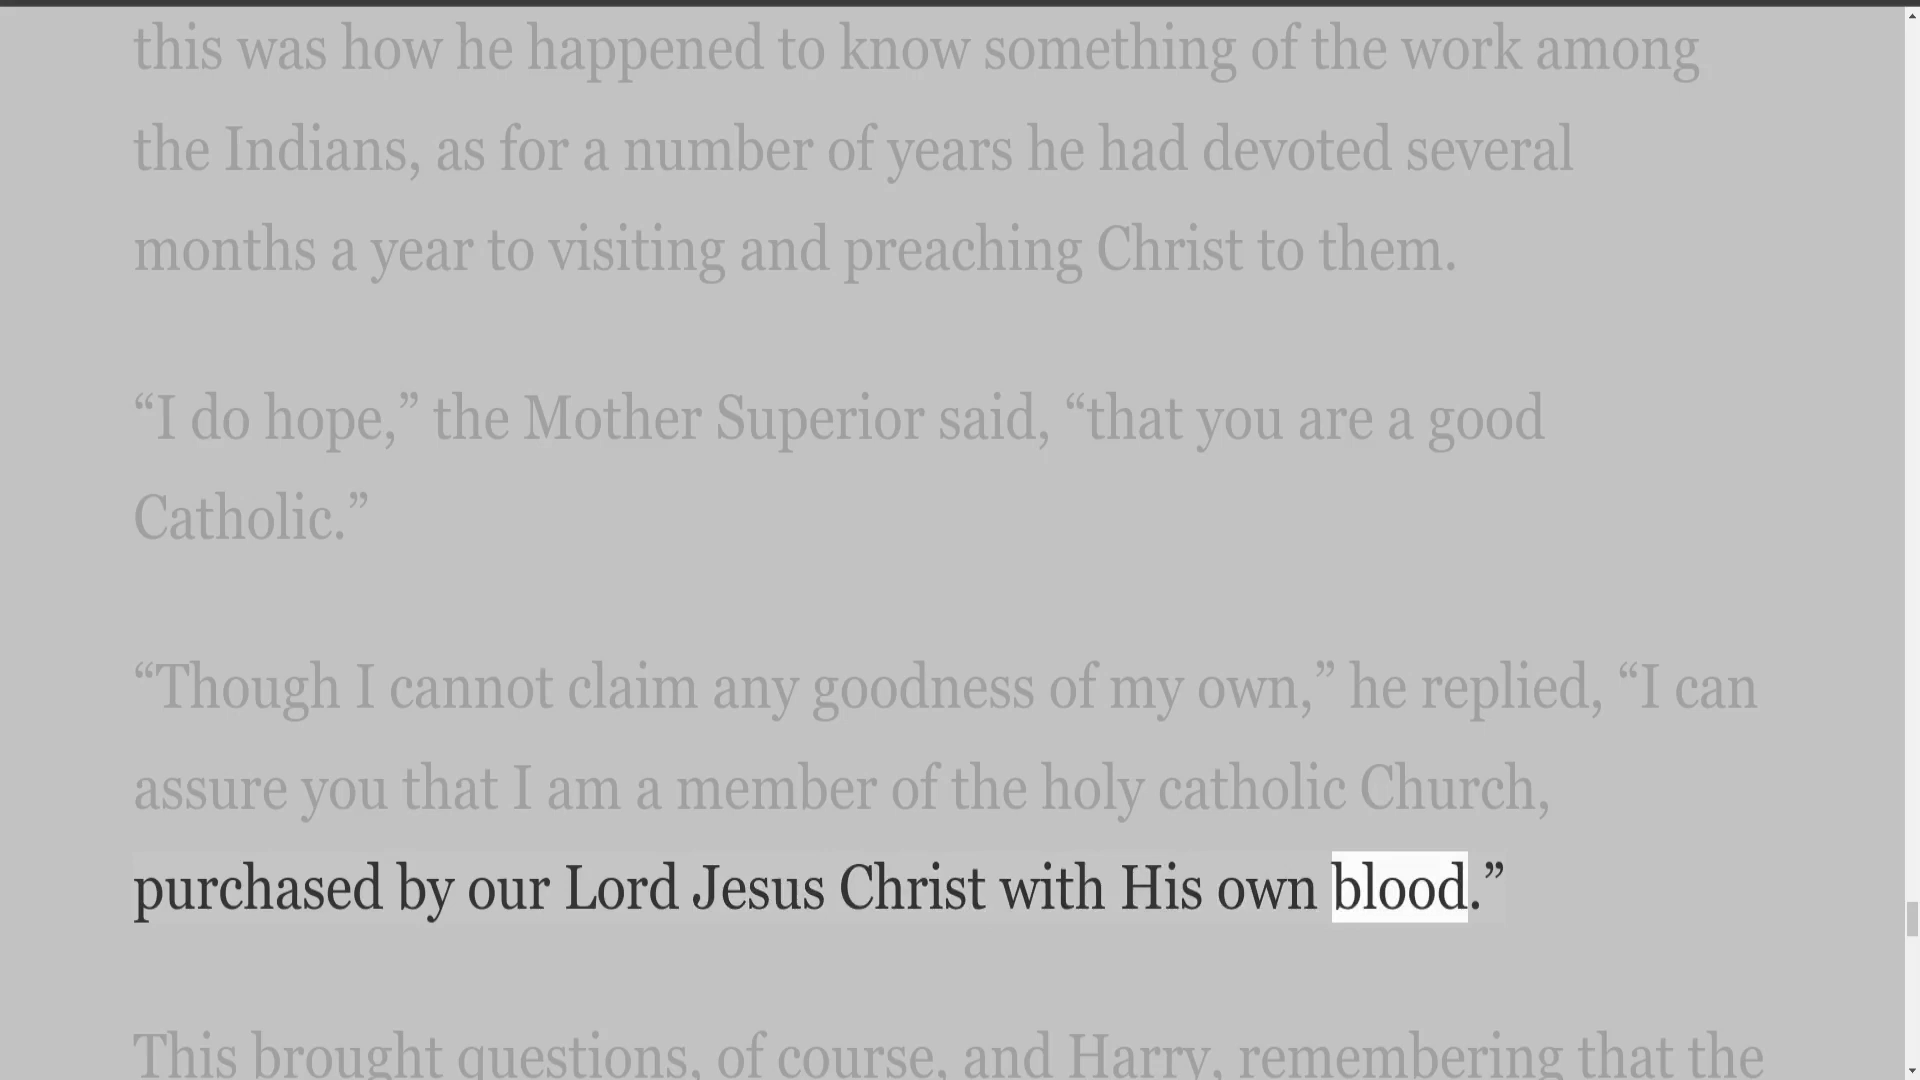 this was how he happened to know something of the work among
the Indians, as for a number of years he had devoted several
months a year to visiting and preaching Christ to them.
“I do hope,” the Mother Superior said, “that you are a good
Catholic.”
“Though I cannot claim any goodness of my own,” he replied, “I can
assure you that I am a member of the holy catholic Church,
purchased by our Lord Jesus Christ with His own blood.”
This brought questions, of course, and Harry, remembering that the